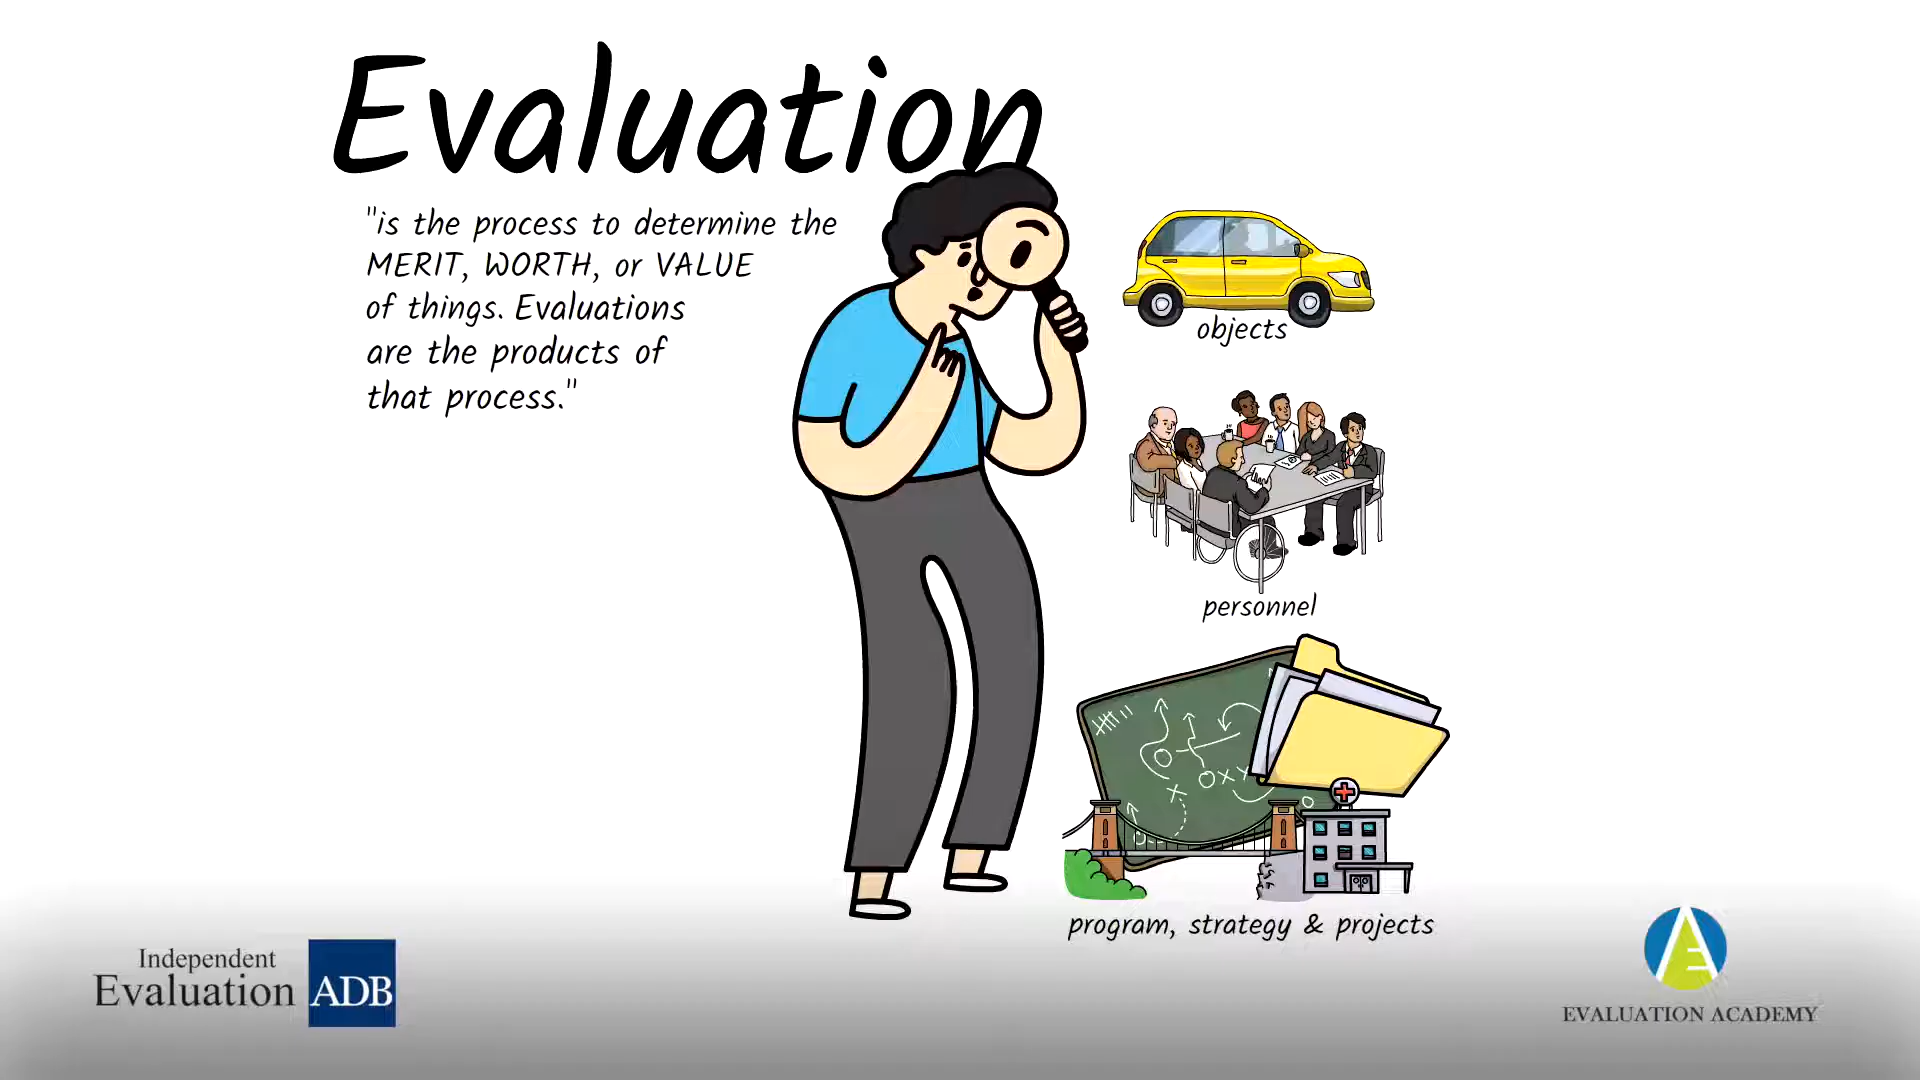 Evaluation
"is the process to determine the
MERIT, WORTH, or VALUE
of things. Evaluations
are the products of
that process."
objects
personnel
program, strategy & projects
Independent
Evaluation
ADB
EVALUATION ACADEMY